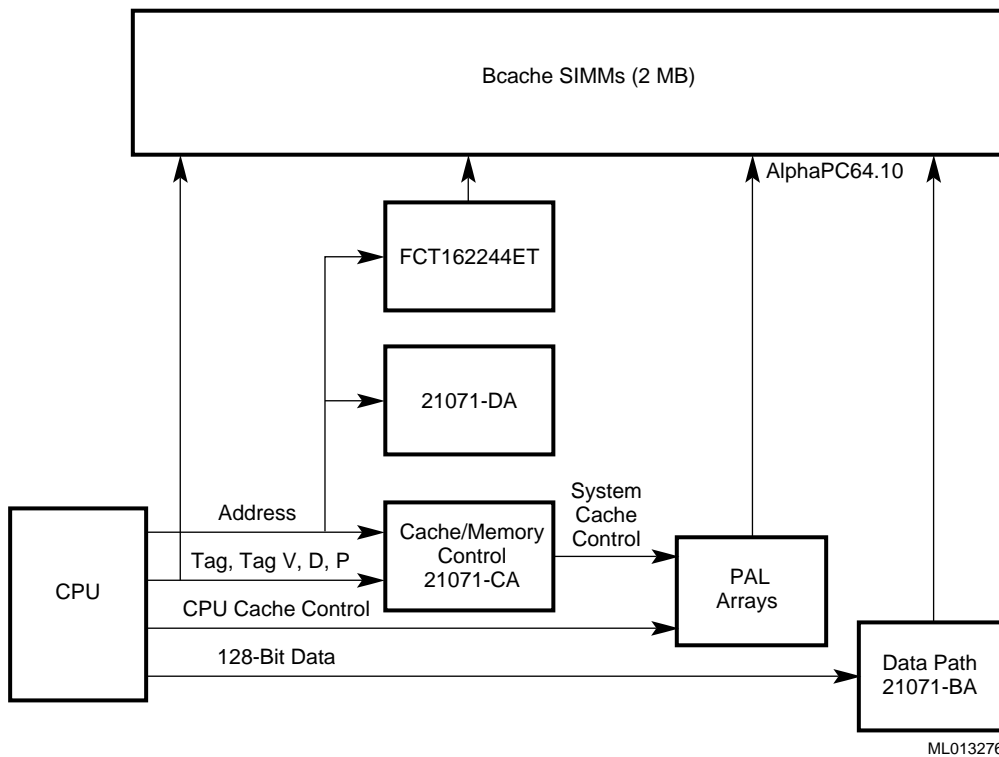 Bcache SIMMs (2 MB)
AlphaPC64.10
FCT162244ET
21071-DA
System
Cache
Control
Address
Cache/Memory
Control
21071-CA
Tag, Tag V, D, P
CPU
PAL
Arrays
CPU Cache Control
128-Bit Data
Data Path
21071-BA
ML013276